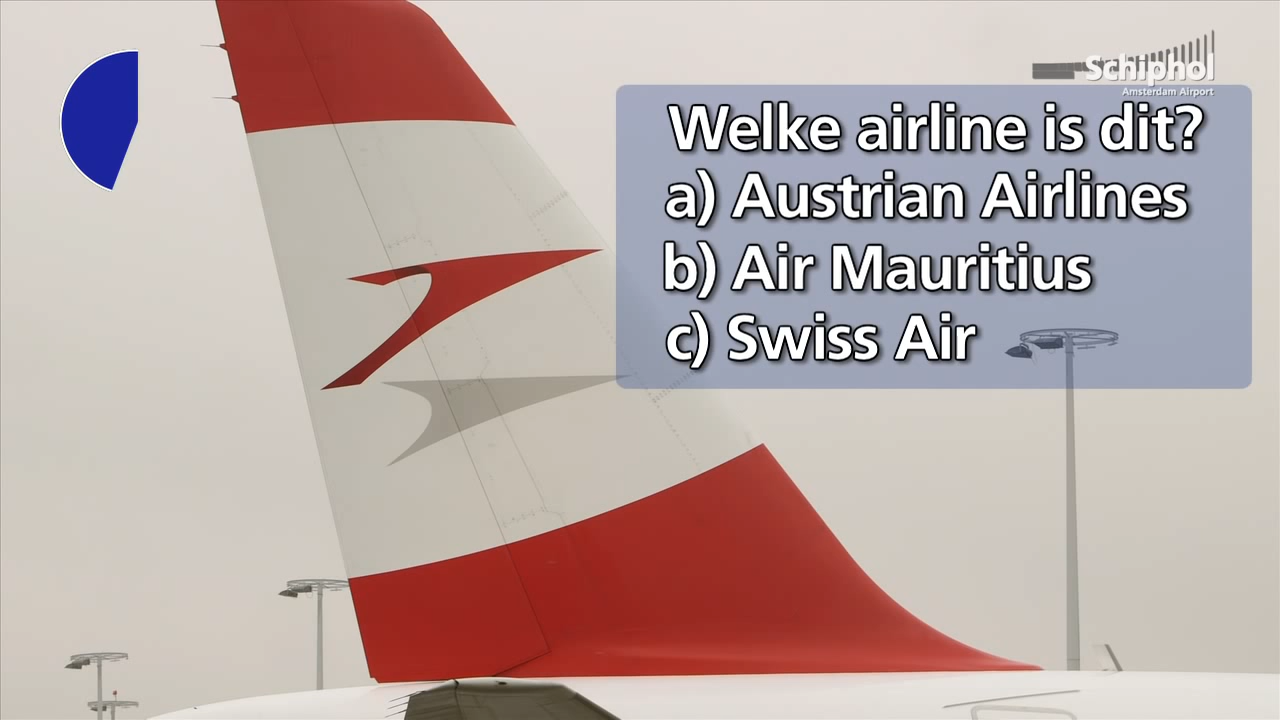 Schiphol
Amsterdam Airport
Welke airline is dit?
a) Austrian Airlines
b) Air Mauritius
c) Swiss Air